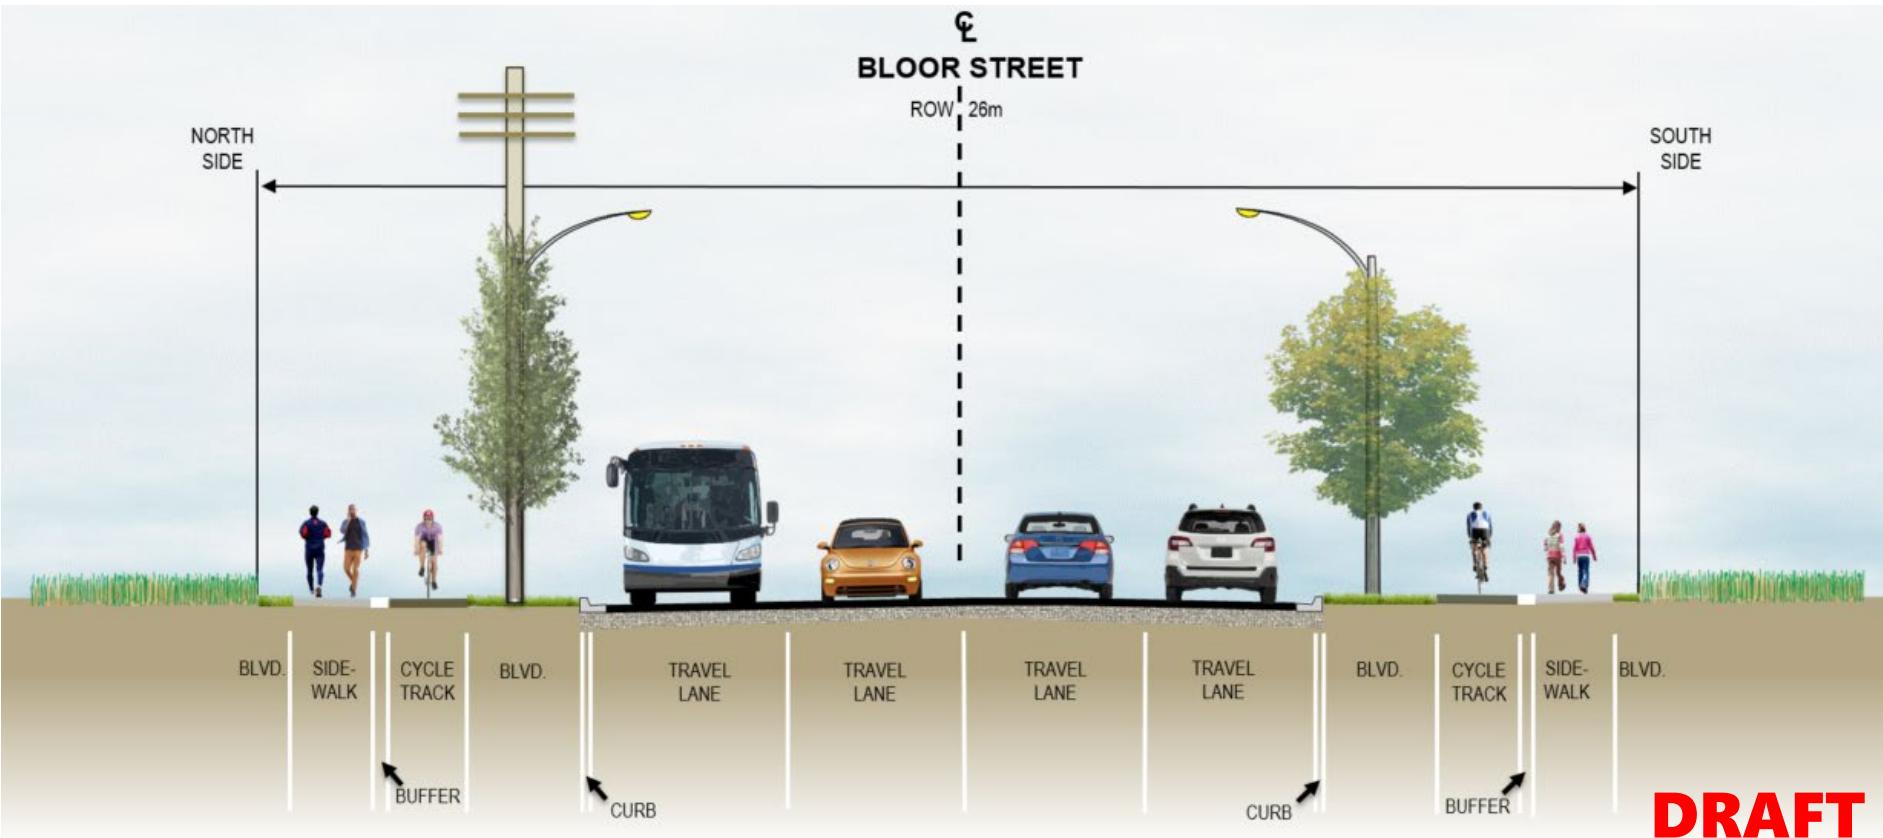 ℄
BLOOR STREET
ROW 26m
NORTH
SIDE
SOUTH
SIDE
BLVD.
SIDE-
WALK
CYCLE
TRACK
BLVD.
TRAVEL
LANE
TRAVEL
LANE
TRAVEL
LANE
TRAVEL
LANE
BLVD.
CYCLE
TRACK
SIDE-
WALK
BLVD.
BUFFER
CURB
CURB
BUFFER
DRAFT